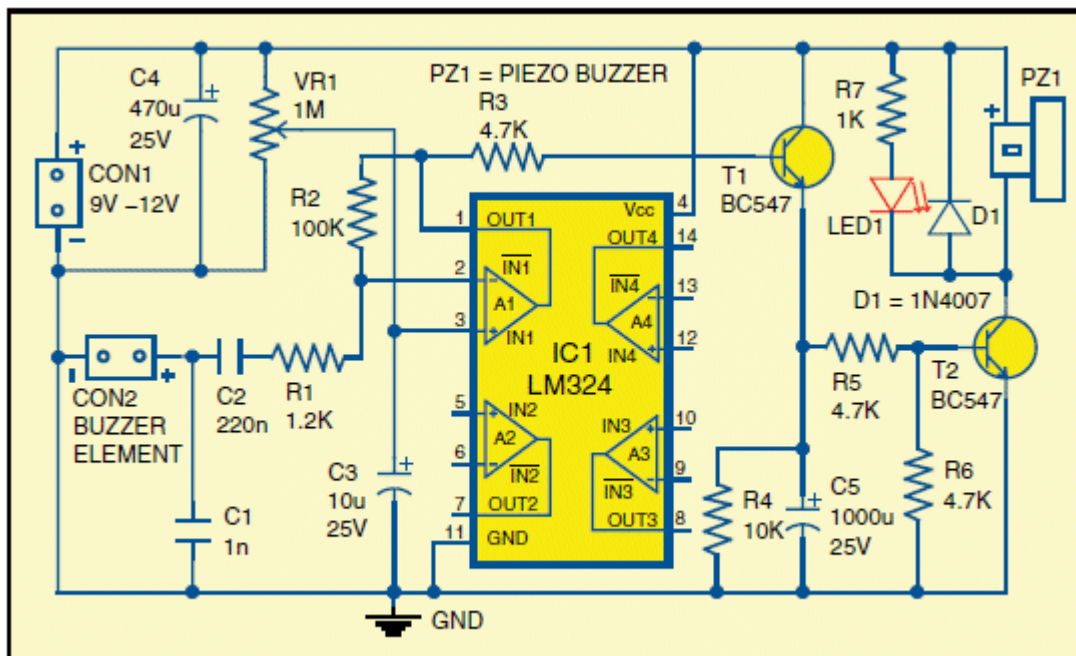 C4
470u
25V
+
VR1
1M
PZ1 = PIEZO BUZZER
R3
4.7K
R7
1K
PZ1
+
+
CON1
9V –12V
–
R2
100K
T1
BC547
LED1
D1
D1 = 1N4007
1
OUT1
Vcc
4
OUT4
14
2
IN1
–
A1
3
+
IN1
IN4
–
13
A4
+
IN4
12
IC1
LM324
–
+
CON2
BUZZER
ELEMENT
C2
220n
R1
1.2K
R5
4.7K
T2
BC547
5
+
IN2
A2
6
–
IN2
7
OUT2
11
GND
IN3
+
10
A3
–
IN3
9
OUT3
8
C3
10u
25V
+
C1
1n
R4
10K
+
C5
1000u
25V
R6
4.7K
GND